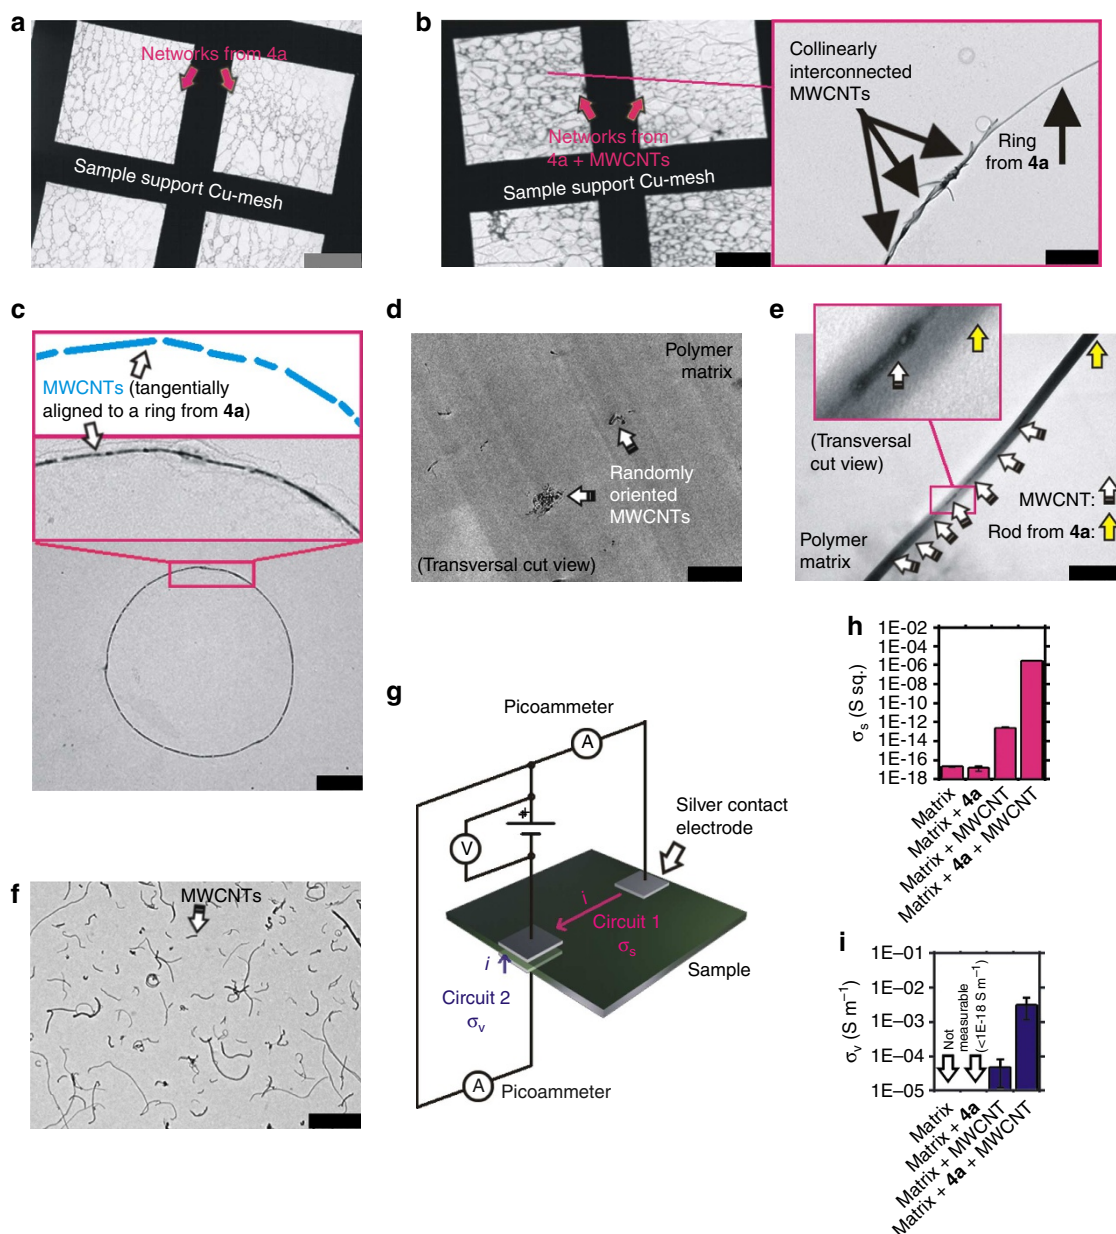 a
Networks from 4a
Sample support Cu-mesh
b
Networks from
4a + MWCNTs
Sample support Cu-mesh
Collinearly
interconnected
MWCNTs
Ring
from 4a
c
MWCNTs (tangentially
aligned to a ring from 4a)
d
Polymer
matrix
Randomly
oriented
MWCNTs
(Transversal cut view)
e
(Transversal
cut view)
MWCNT:
Rod from 4a:
Polymer
matrix
f
MWCNTs
g
Picoammeter
A
V
+
Silver contact
electrode
i
Circuit 1
σs
i
Circuit 2
σv
Sample
A
Picoammeter
h
σs (S sq.)
1E-02
1E-04
1E-06
1E-08
1E-10
1E-12
1E-14
1E-16
1E-18
Matrix
Matrix + 4a
Matrix + MWCNT
Matrix + 4a + MWCNT
i
σv (S m−1)
1E−01
1E−02
1E−03
1E−04
1E−05
Not
measurable
(<1E-18 S m−1)
Matrix
Matrix + 4a
Matrix + MWCNT
Matrix + 4a + MWCNT